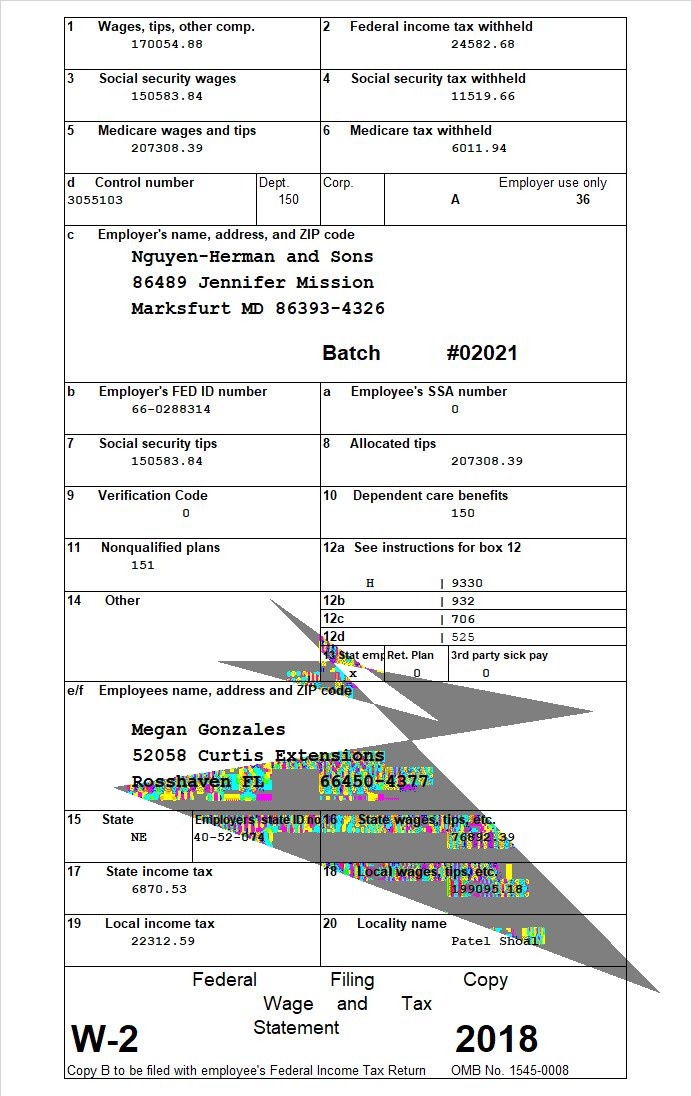 1 Wages, tips, other comp. 2 Federal income tax withheld
170054.88 24582.68
3 Social security wages 4 Social security tax withheld
150583.84 11519.66
5 Medicare wages and tips 6 Medicare tax withheld
207308.39 6011.94
d Control number Dept. Corp. Employer use only
3055103 150 A 36
c Employer's name, address, and ZIP code
Nguyen-Herman and Sons
86489 Jennifer Mission
Marksfurt MD 86393-4326
Batch #02021
b Employer's FED ID number a Employee's SSA number
66-0288314 0
7 Social security tips 8 Allocated tips
150583.84 207308.39
9 Verification Code 10 Dependent care benefits
0 150
11 Nonqualified plans 12a See instructions for box 12
151
H | 9330
14 Other 12b | 932
12c | 706
12d | 525
13 Stat emp Ret. Plan 3rd party sick pay
x 0 0
e/f Employees name, address and ZIP code
Megan Gonzales
52058 Curtis Extensions
Rosshaven FL 66450-4377
15 State Employers' state ID no 16 State wages, tips, etc.
NE 40-52-074 76892.39
17 State income tax 18 Local wages, tips, etc.
6870.53 199095.18
19 Local income tax 20 Locality name
22312.59 Patel Shoal
Federal Filing Copy
Wage and Tax
Statement
W-2 2018
Copy B to be filed with employee's Federal Income Tax Return OMB No. 1545-0008